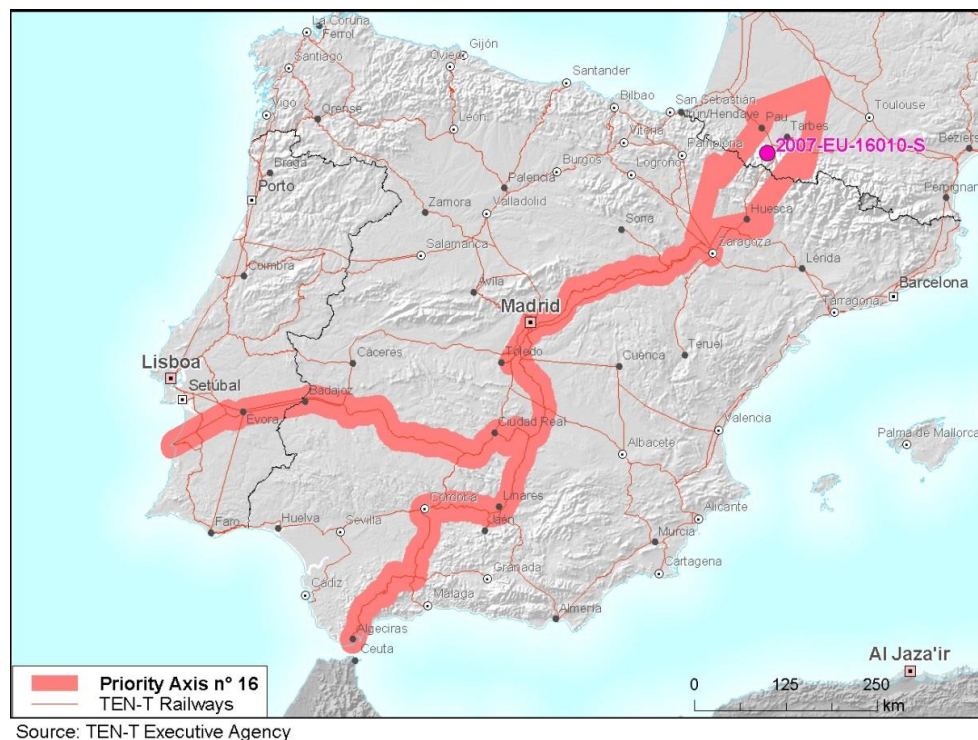 La Coruña
Ferrol
Gijón
Oviedo
Santander
Santiago
Bilbao
San Sebastián
Irun/Hendaye
Pau
Toulouse
Tarbes
2007-EU-16010-S
Béziers
Vigo
Orense
León
Vitoria
Pamplona
Logroño
Burgos
Perpignan
Braga
Porto
Palencia
Zamora
Valladolid
Soria
Huesca
Zaragoza
Lérida
Salamanca
Coimbra
Ávila
Barcelona
Tarragona
Madrid
Teruel
Cuenca
Toledo
Lisboa
Cáceres
Setúbal
Badajoz
Evora
Ciudad Real
Valencia
Palma de Mallorca
Albacete
Córdoba
Linares
Jaén
Alicante
Faro
Huelva
Sevilla
Murcia
Cartagena
Granada
Cádiz
Málaga
Almería
Algeciras
Ceuta
Al Jaza'ir
Priority Axis n° 16
TEN-T Railways
0 125 250
km
Source: TEN-T Executive Agency